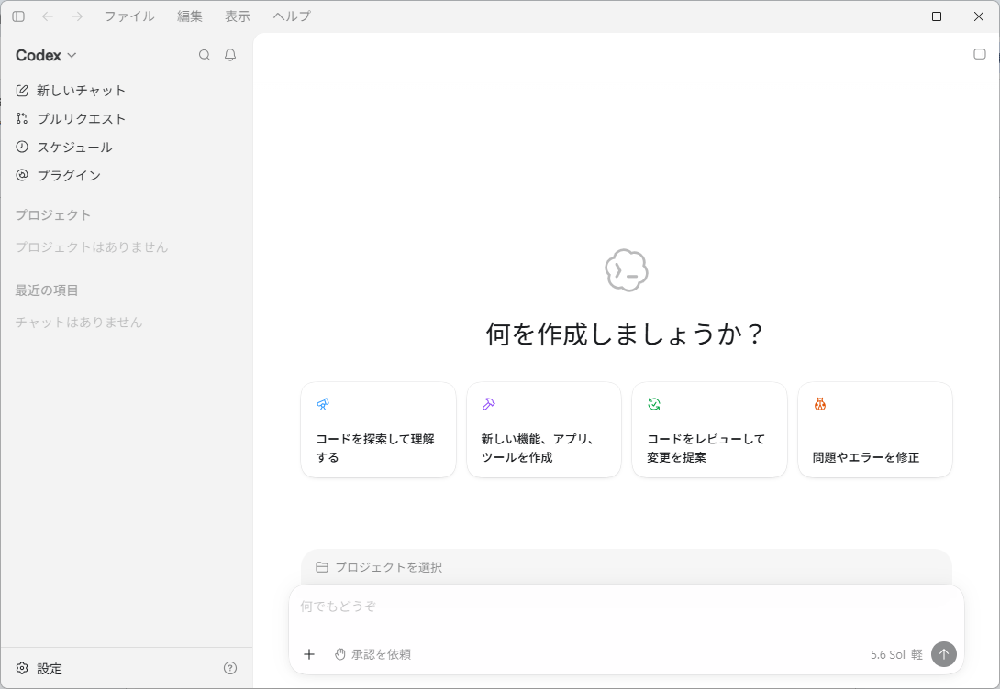 ファイル 編集 表示 ヘルプ
Codex
新しいチャット
プルリクエスト
スケジュール
プラグイン
プロジェクト
プロジェクトはありません
最近の項目
チャットはありません
設定
何を作成しましょうか？
コードを探索して理解
する
新しい機能、アプリ、
ツールを作成
コードをレビューして
変更を提案
問題やエラーを修正
プロジェクトを選択
何でもどうぞ
承認を依頼
5.6 Sol 軽